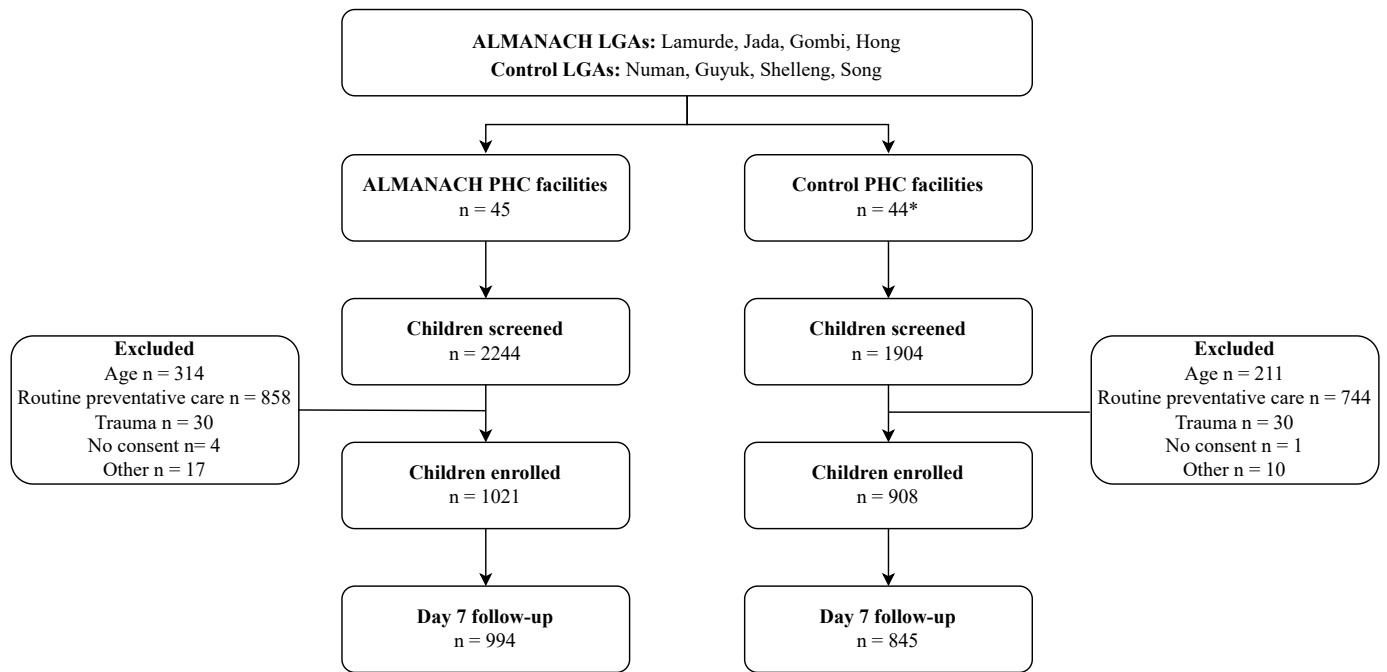 ALMANACH LGAs: Lamurde, Jada, Gombi, Hong
Control LGAs: Numan, Guyuk, Shelleng, Song
ALMANACH PHC facilities
n = 45
Control PHC facilities
n = 44*
Children screened
n = 2244
Children screened
n = 1904
Excluded
Age n = 314
Routine preventative care n = 858
Trauma n = 30
No consent n= 4
Other n = 17
Excluded
Age n = 211
Routine preventative care n = 744
Trauma n = 30
No consent n = 1
Other n = 10
Children enrolled
n = 1021
Children enrolled
n = 908
Day 7 follow-up
n = 994
Day 7 follow-up
n = 845